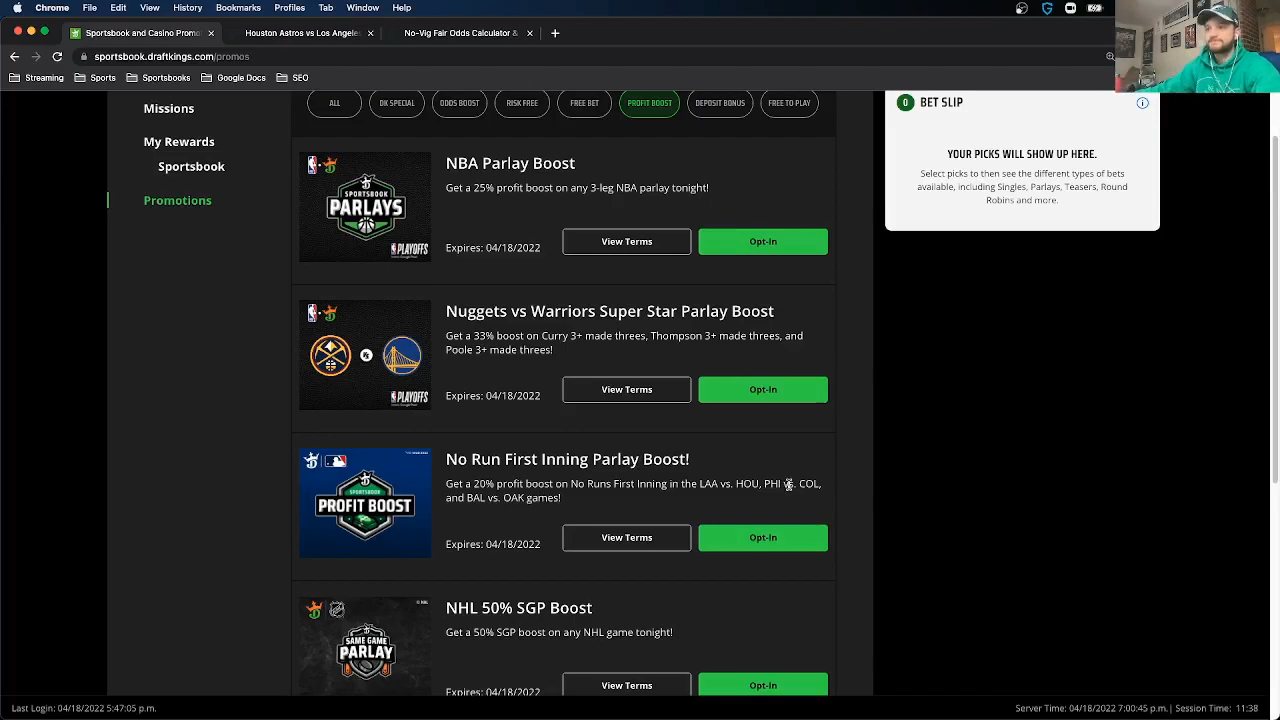 Chrome File Edit View History Bookmarks Profiles Tab Window Help
Sportsbook and Casino Promo
Houston Astros vs Los Angeles
No-Vig Fair Odds Calculator &
sportsbook.draftkings.com/promos
Streaming Sports Sportsbooks Google Docs SEO
Missions
My Rewards
Sportsbook
Promotions
ALL DK SPECIAL ODDS BOOST RISK FREE FREE BET PROFIT BOOST DEPOSIT BONUS FREE TO PLAY
0 BET SLIP
YOUR PICKS WILL SHOW UP HERE.
Select picks to then see the different types of bets
available, including Singles, Parlays, Teasers, Round
Robins and more.
SPORTSBOOK
PARLAYS
PLAYOFFS
NBA Parlay Boost
Get a 25% profit boost on any 3-leg NBA parlay tonight!
Expires: 04/18/2022
View Terms
Opt-In
PLAYOFFS
Nuggets vs Warriors Super Star Parlay Boost
Get a 33% boost on Curry 3+ made threes, Thompson 3+ made threes, and
Poole 3+ made threes!
Expires: 04/18/2022
View Terms
Opt-In
SPORTSBOOK
PROFIT BOOST
No Run First Inning Parlay Boost!
Get a 20% profit boost on No Runs First Inning in the LAA vs. HOU, PHI COL,
and BAL vs. OAK games!
Expires: 04/18/2022
View Terms
Opt-In
SAME GAME
PARLAY
NHL 50% SGP Boost
Get a 50% SGP boost on any NHL game tonight!
Expires: 04/18/2022
View Terms
Opt-In
Last Login: 04/18/2022 5:47:05 p.m.
Server Time: 04/18/2022 7:00:45 p.m.| Session Time: 11:38